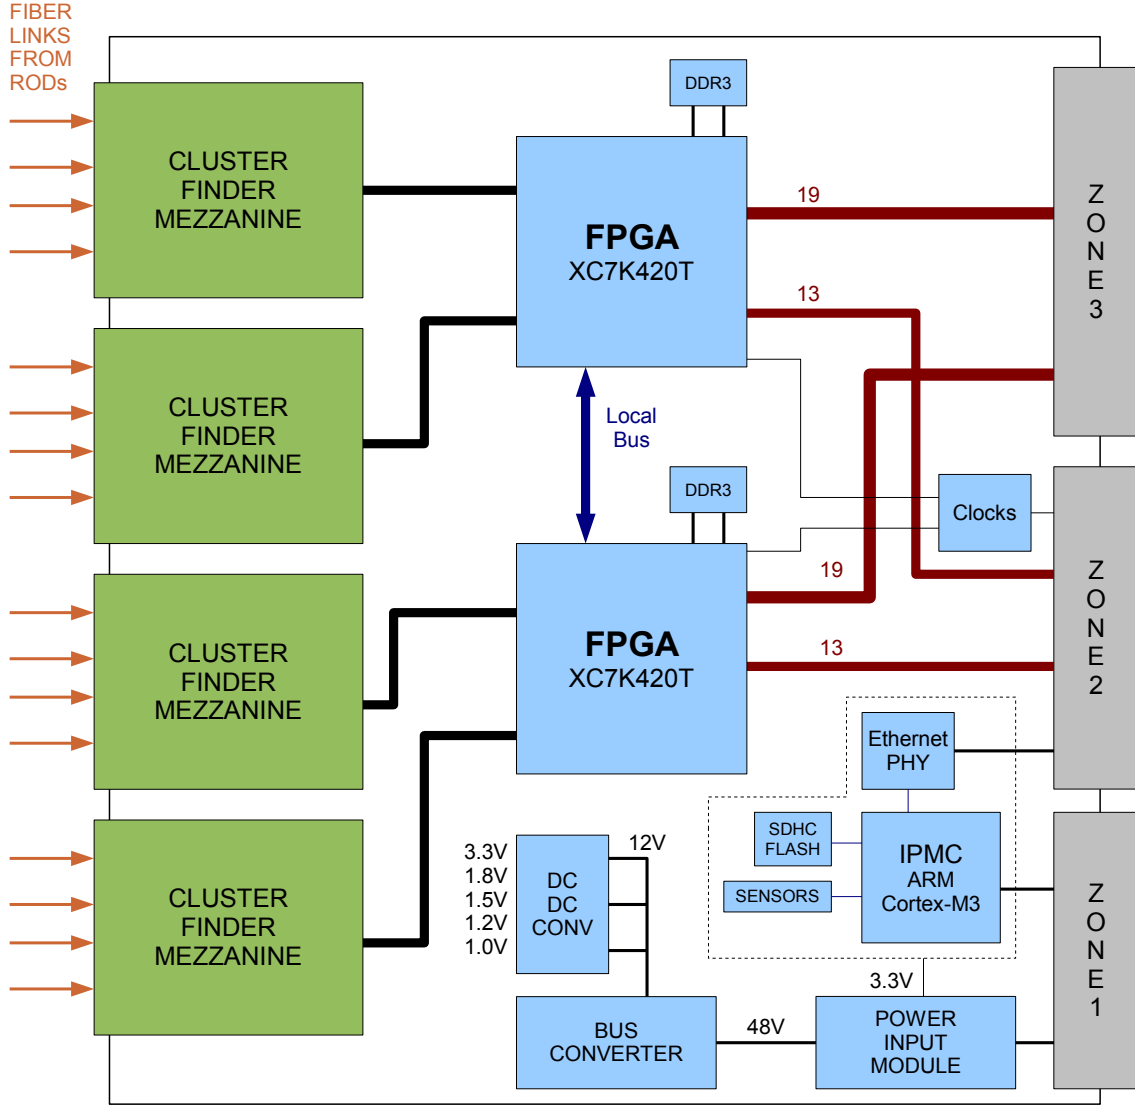 FIBER
LINKS
FROM
RODs
CLUSTER
FINDER
MEZZANINE
CLUSTER
FINDER
MEZZANINE
CLUSTER
FINDER
MEZZANINE
CLUSTER
FINDER
MEZZANINE
DDR3
FPGA
XC7K420T
19
13
Local
Bus
DDR3
FPGA
XC7K420T
19
13
Clocks
ZONE3
ZONE2
ZONE1
Ethernet
PHY
SDHC
FLASH
SENSORS
IPMC
ARM
Cortex-M3
3.3V
1.8V
1.5V
1.2V
1.0V
DC
DC
CONV
12V
BUS
CONVERTER
48V
3.3V
POWER
INPUT
MODULE